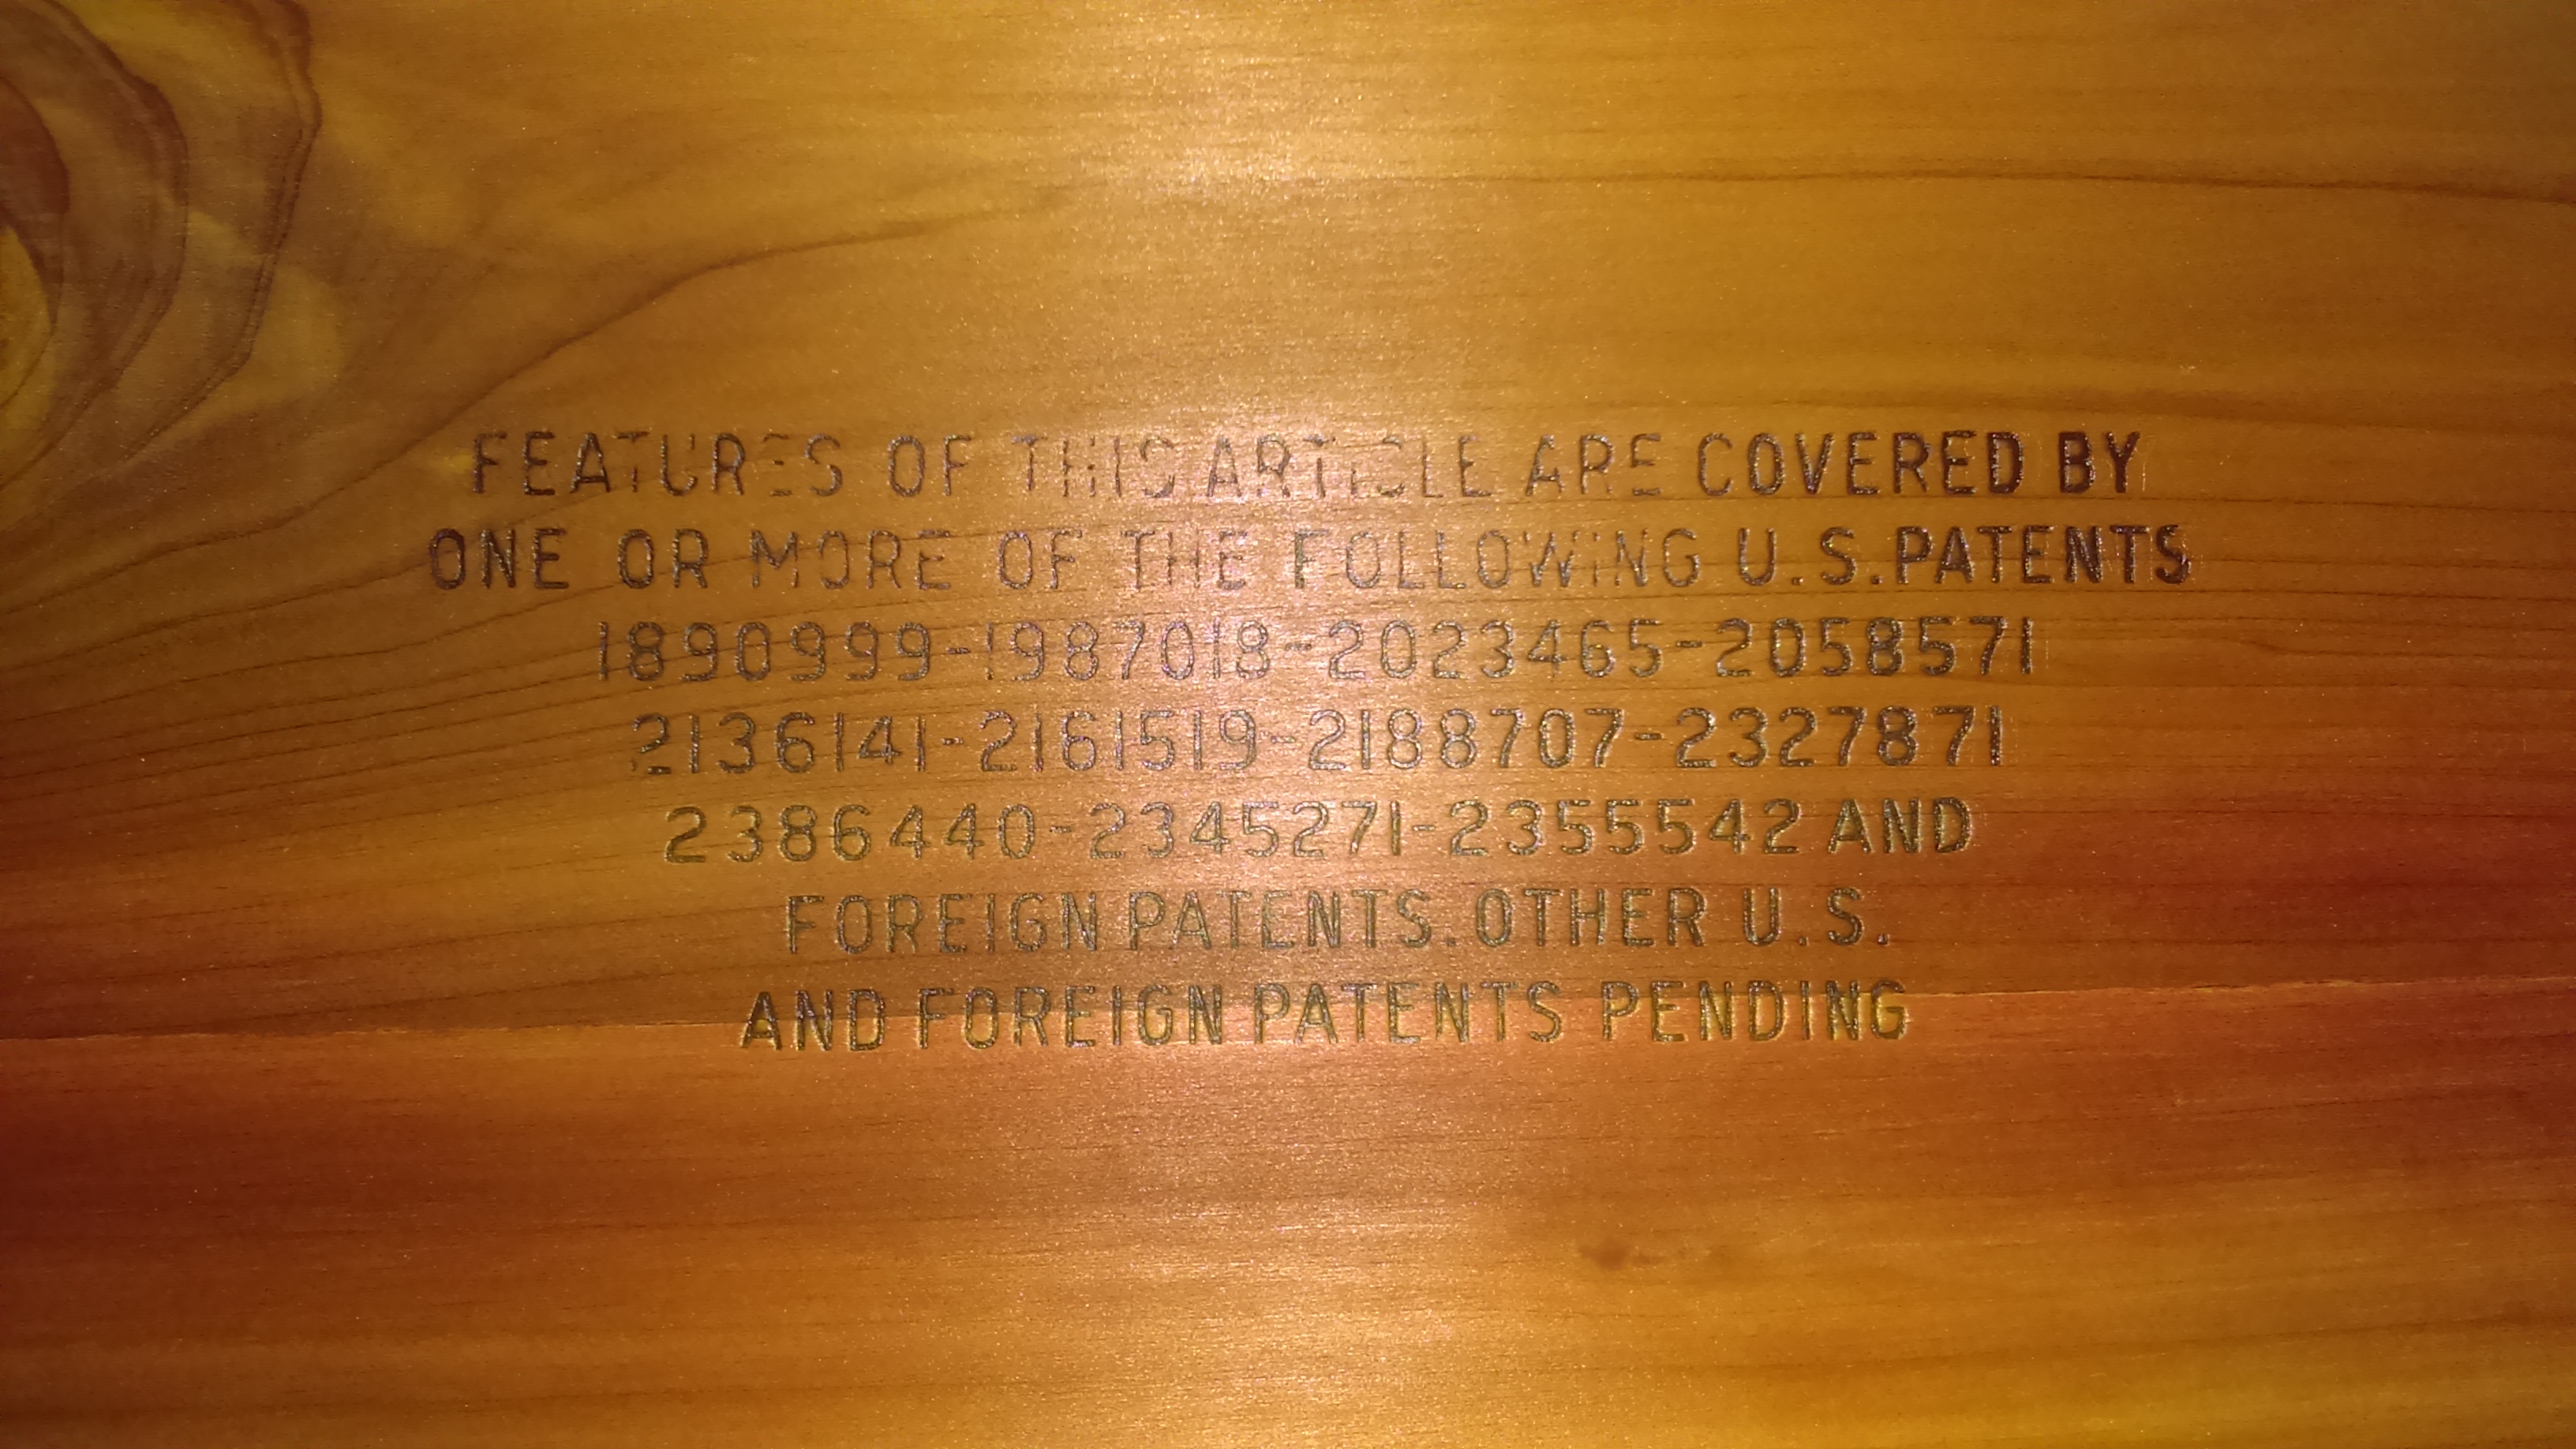 FEATURES OF THIS ARTICLE ARE COVERED BY
ONE OR MORE OF THE FOLLOWING U.S. PATENTS
1890999-1987018-2023465-2058571
2136141-2161519-2188707-2327871
2386440-2345271-2355542 AND
FOREIGN PATENTS. OTHER U.S.
AND FOREIGN PATENTS PENDING